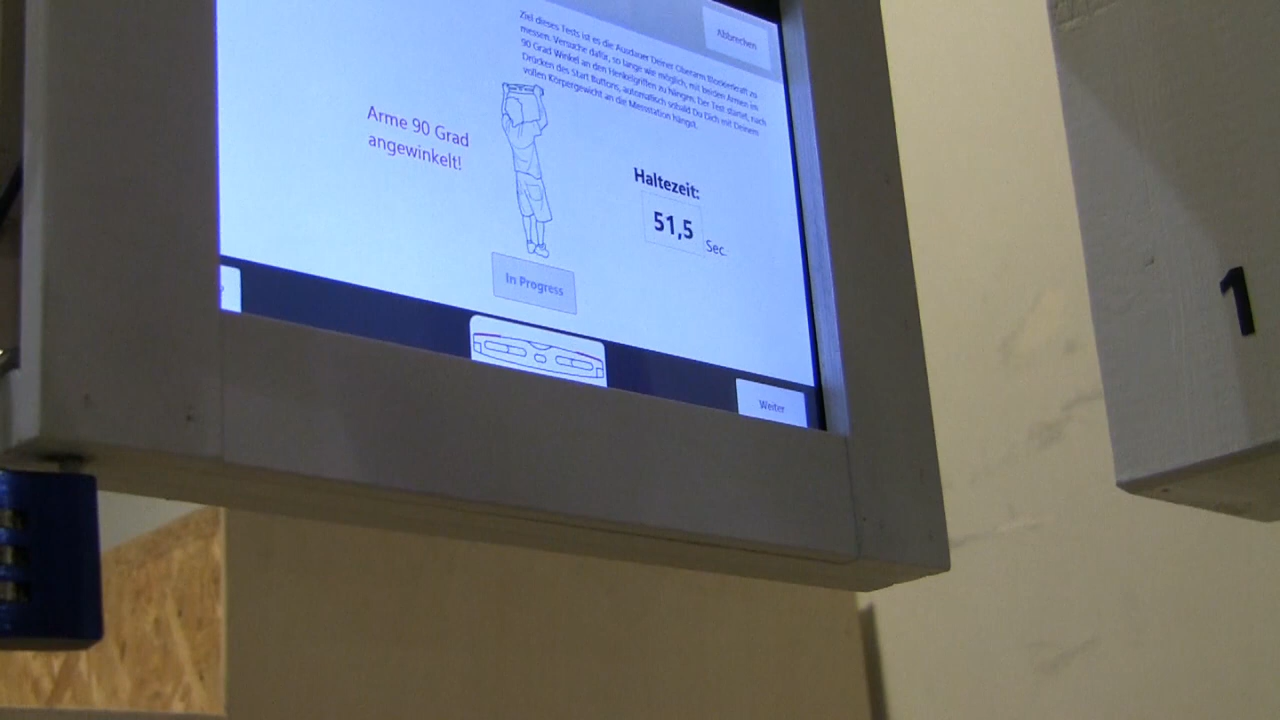 Ziel dieses Tests ist es die Ausdauer Deiner Oberarm Blockierkraft zu
messen. Versuche dafür, so lange wie möglich, mit beiden Armen im
90 Grad Winkel an den Henkelgriffen zu hängen. Der Test startet, nach
Drücken des Start Buttons, automatisch sobald Du Dich mit Deinem
vollen Körpergewicht an die Messstation hängst.
Abbrechen
Arme 90 Grad
angewinkelt!
Haltezeit:
51,5 Sec.
In Progress
Weiter
1